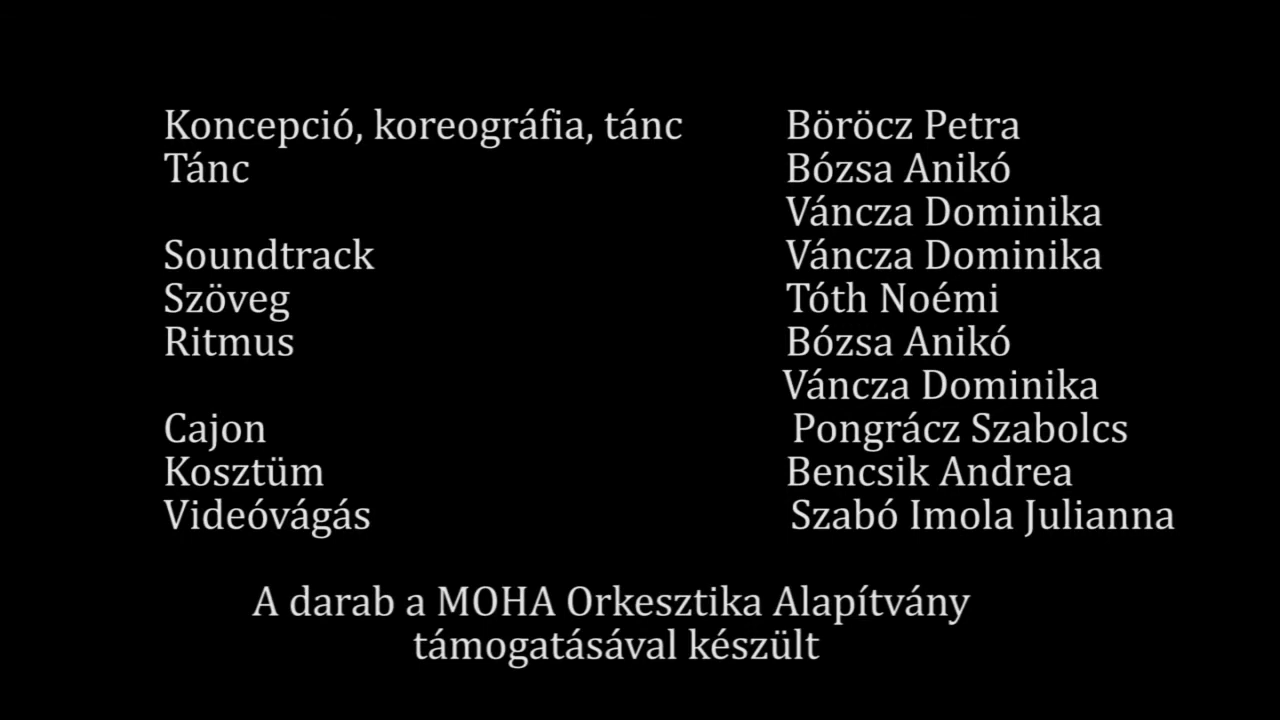 Koncepció, koreográfia, tánc Böröcz Petra
Tánc Bózsa Anikó
Váncza Dominika
Soundtrack Váncza Dominika
Szöveg Tóth Noémi
Ritmus Bózsa Anikó
Váncza Dominika
Cajon Pongrácz Szabolcs
Kosztüm Bencsik Andrea
Videóvágás Szabó Imola Julianna
A darab a MOHA Orkesztika Alapítvány
támogatásával készült